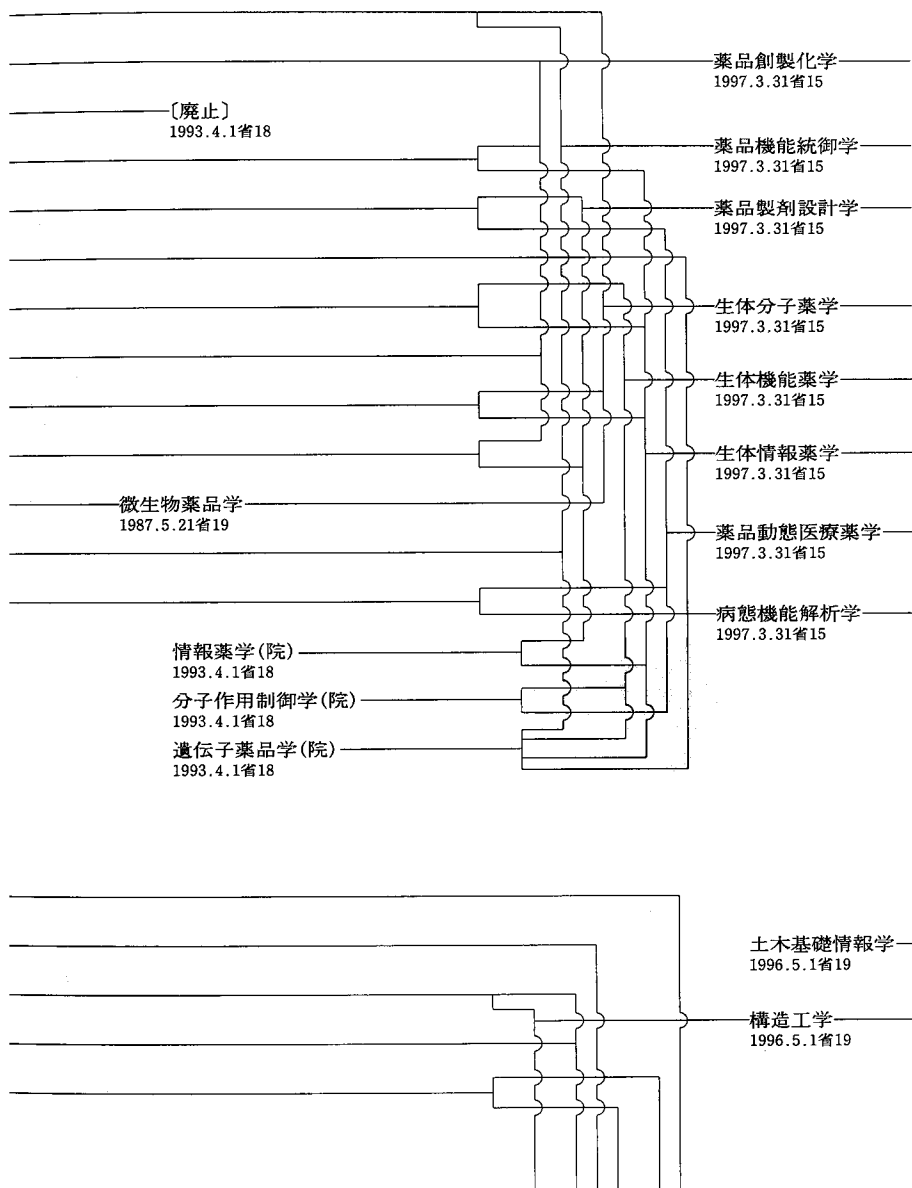 薬品創製化学
1997.3.31省15
〔廃止〕
1993.4.1省18
薬品機能統御学
1997.3.31省15
薬品製剤設計学
1997.3.31省15
生体分子薬学
1997.3.31省15
生体機能薬学
1997.3.31省15
生体情報薬学
1997.3.31省15
微生物薬品学
1987.5.21省19
薬品動態医療薬学
1997.3.31省15
病態機能解析学
1997.3.31省15
情報薬学(院)
1993.4.1省18
分子作用制御学(院)
1993.4.1省18
遺伝子薬品学(院)
1993.4.1省18
土木基礎情報学
1996.5.1省19
構造工学
1996.5.1省19